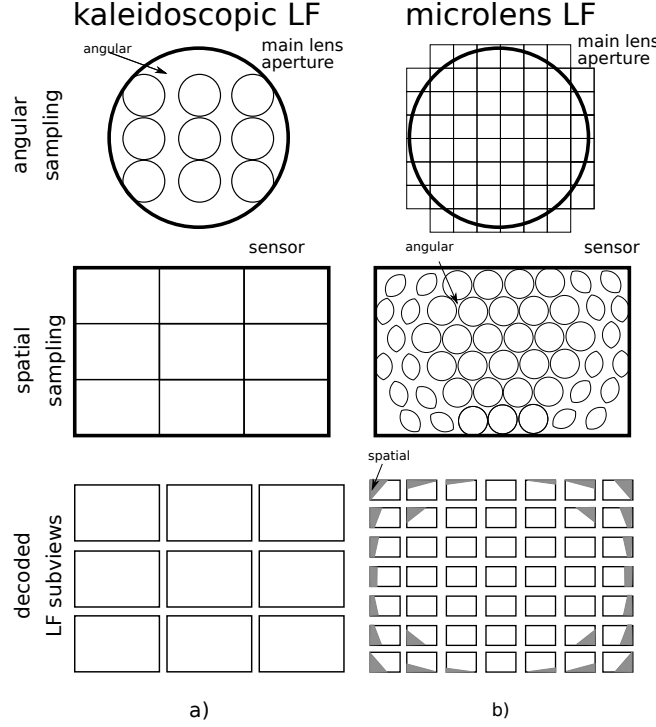 kaleidoscopic LF
microlens LF
angular
main lens
aperture
main lens
aperture
angular
sampling
sensor
angular
sensor
spatial
sampling
spatial
decoded
LF subviews
a)
b)